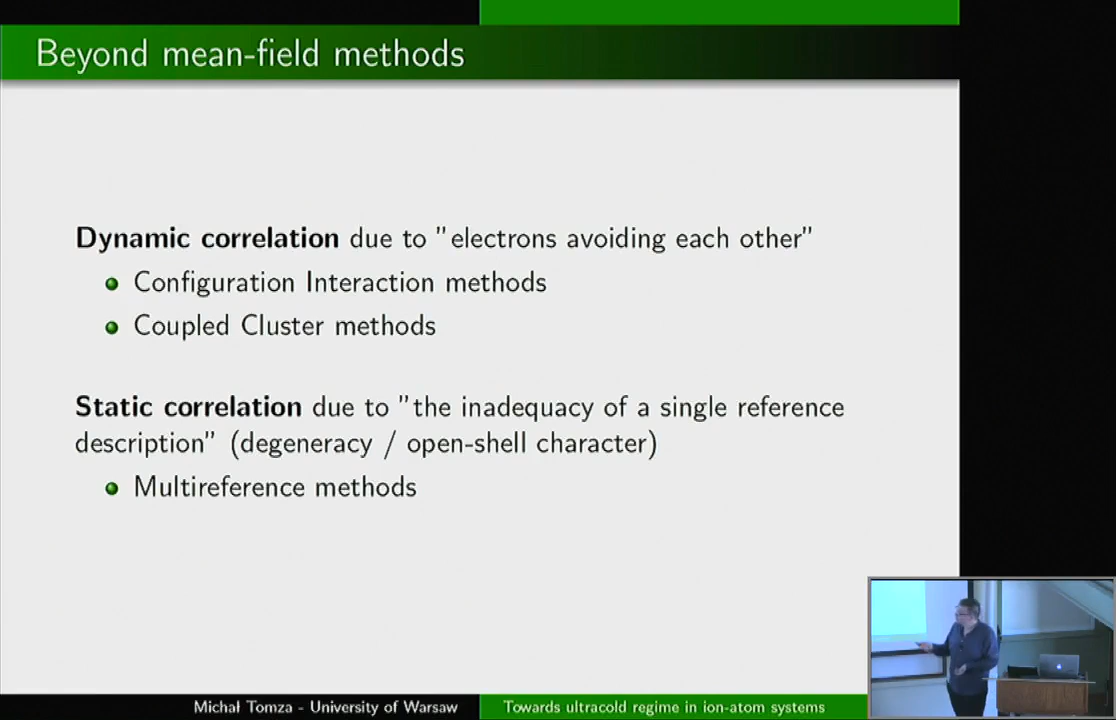 Beyond mean-field methods
Dynamic correlation due to "electrons avoiding each other"
Configuration Interaction methods
Coupled Cluster methods
Static correlation due to "the inadequacy of a single reference
description" (degeneracy / open-shell character)
Multireference methods
Michał Tomza - University of Warsaw
Towards ultracold regime in ion-atom systems